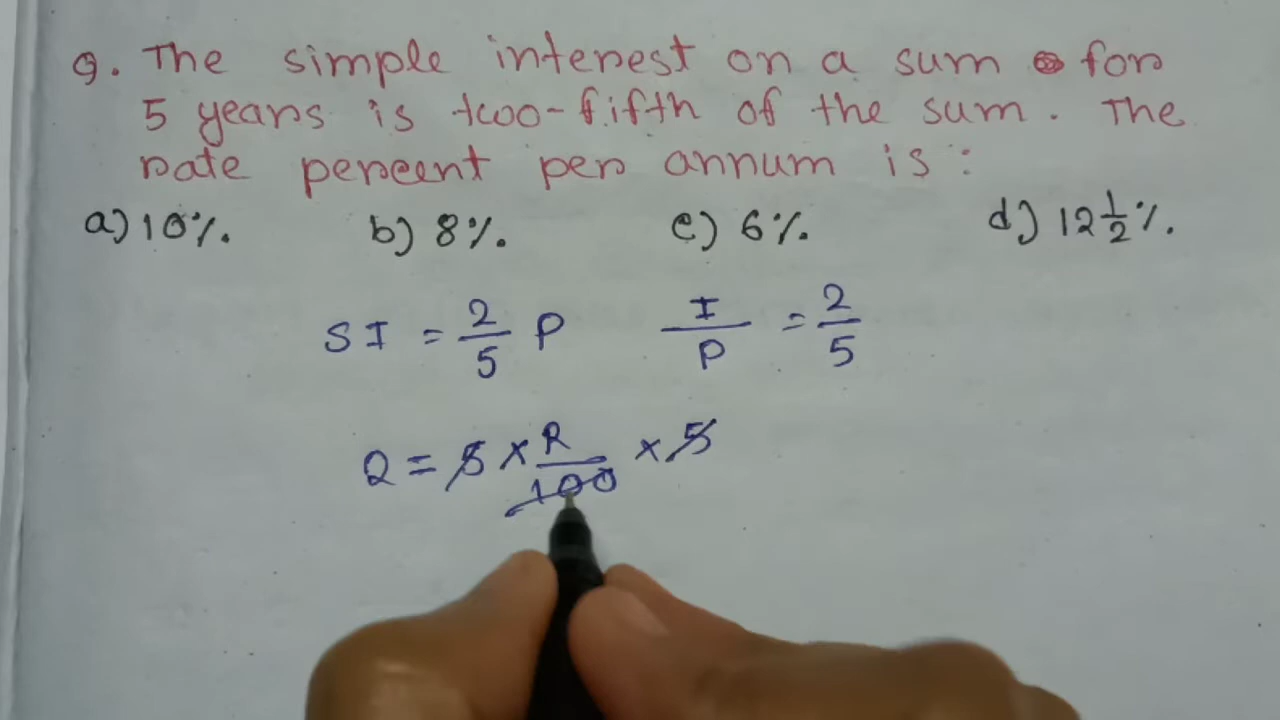 9. The simple interest on a sum for
5 years is two-fifth of the sum. The
rate percent per annum is :
a) 10%. b) 8%. c) 6%. d) 12 1/2 %.
SI = 2/5 P I/P = 2/5
2 = 5 × R/100 × 5